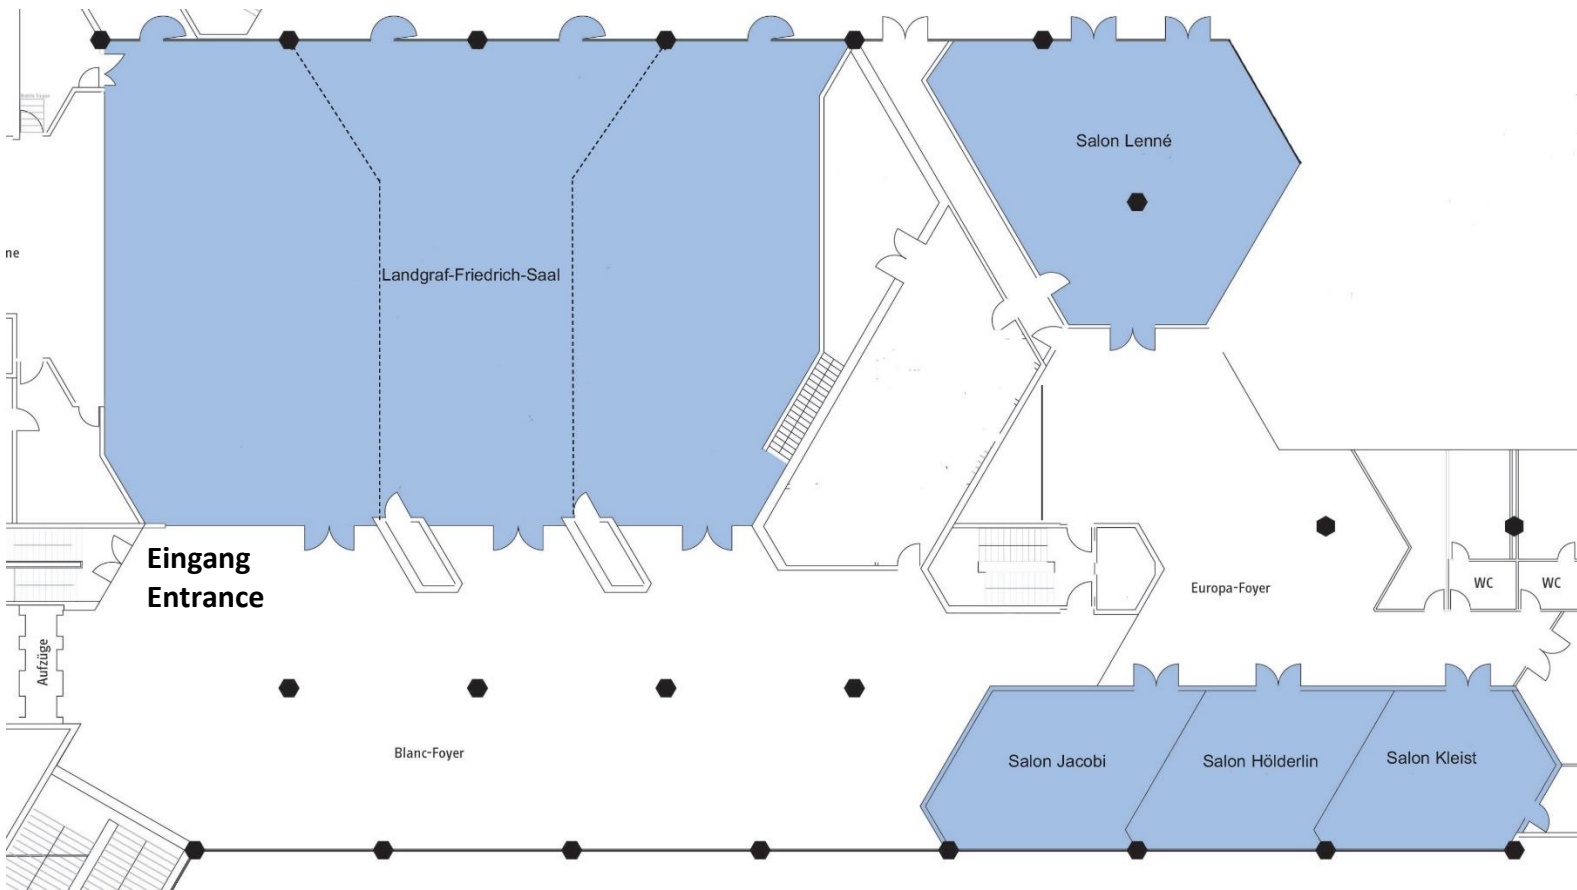 Salon Lenné
ne
Landgraf-Friedrich-Saal
Eingang
Entrance
Europa-Foyer
WC
WC
Aufzüge
Blanc-Foyer
Salon Jacobi
Salon Hölderlin
Salon Kleist